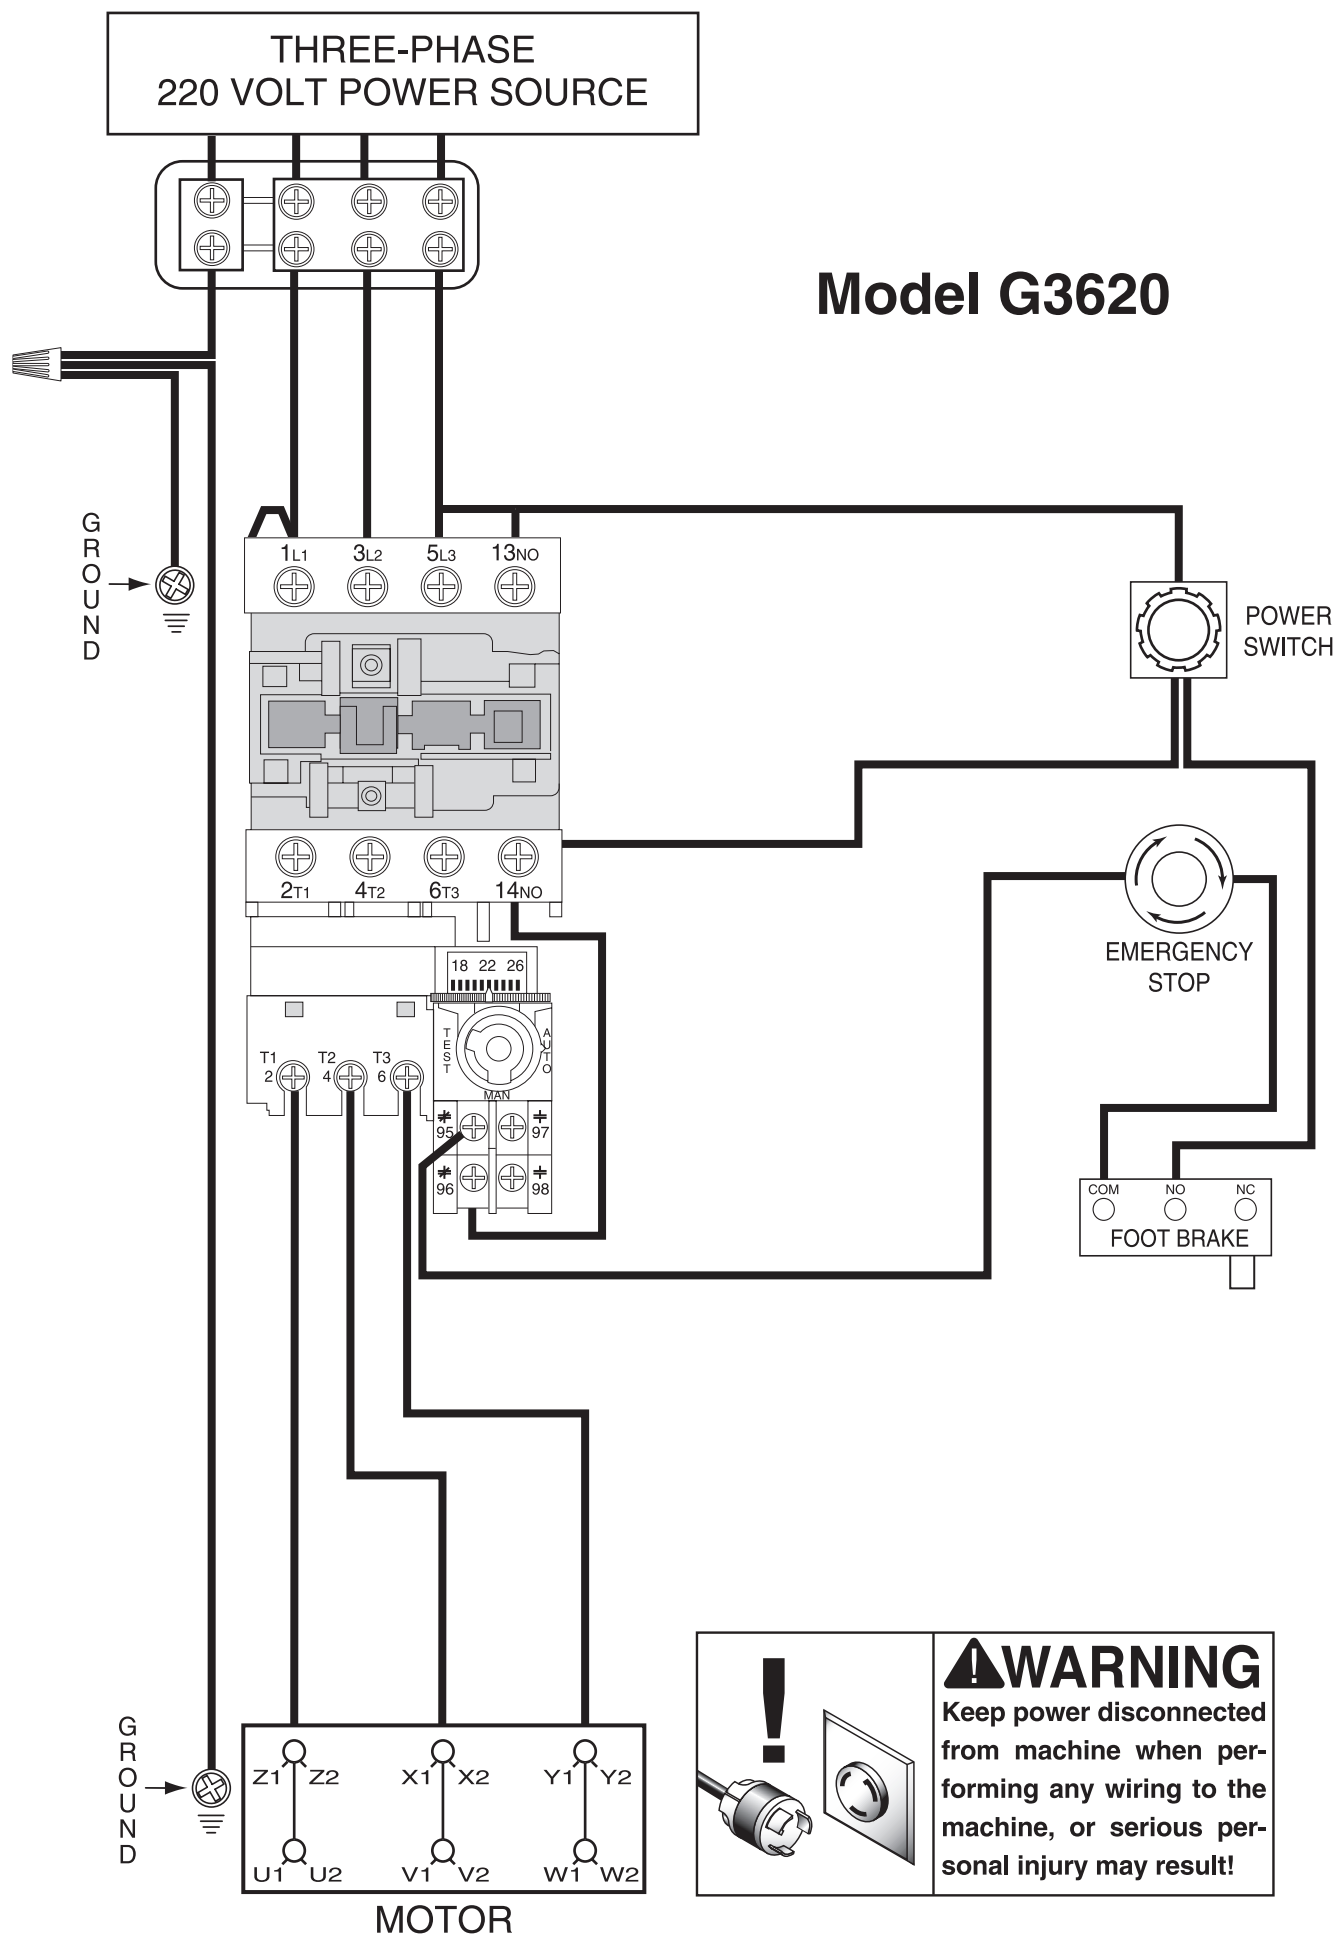 THREE-PHASE
220 VOLT POWER SOURCE
Model G3620
GROUND
1L1 3L2 5L3 13NO
POWER
SWITCH
2T1 4T2 6T3 14NO
EMERGENCY
STOP
18 22 26
TEST
AUTO
MAN
T1 T2 T3
2 4 6
95 97
96 98
COM NO NC
FOOT BRAKE
GROUND
Z1 Z2 X1 X2 Y1 Y2
U1 U2 V1 V2 W1 W2
MOTOR
!
! WARNING
Keep power disconnected
from machine when per-
forming any wiring to the
machine, or serious per-
sonal injury may result!